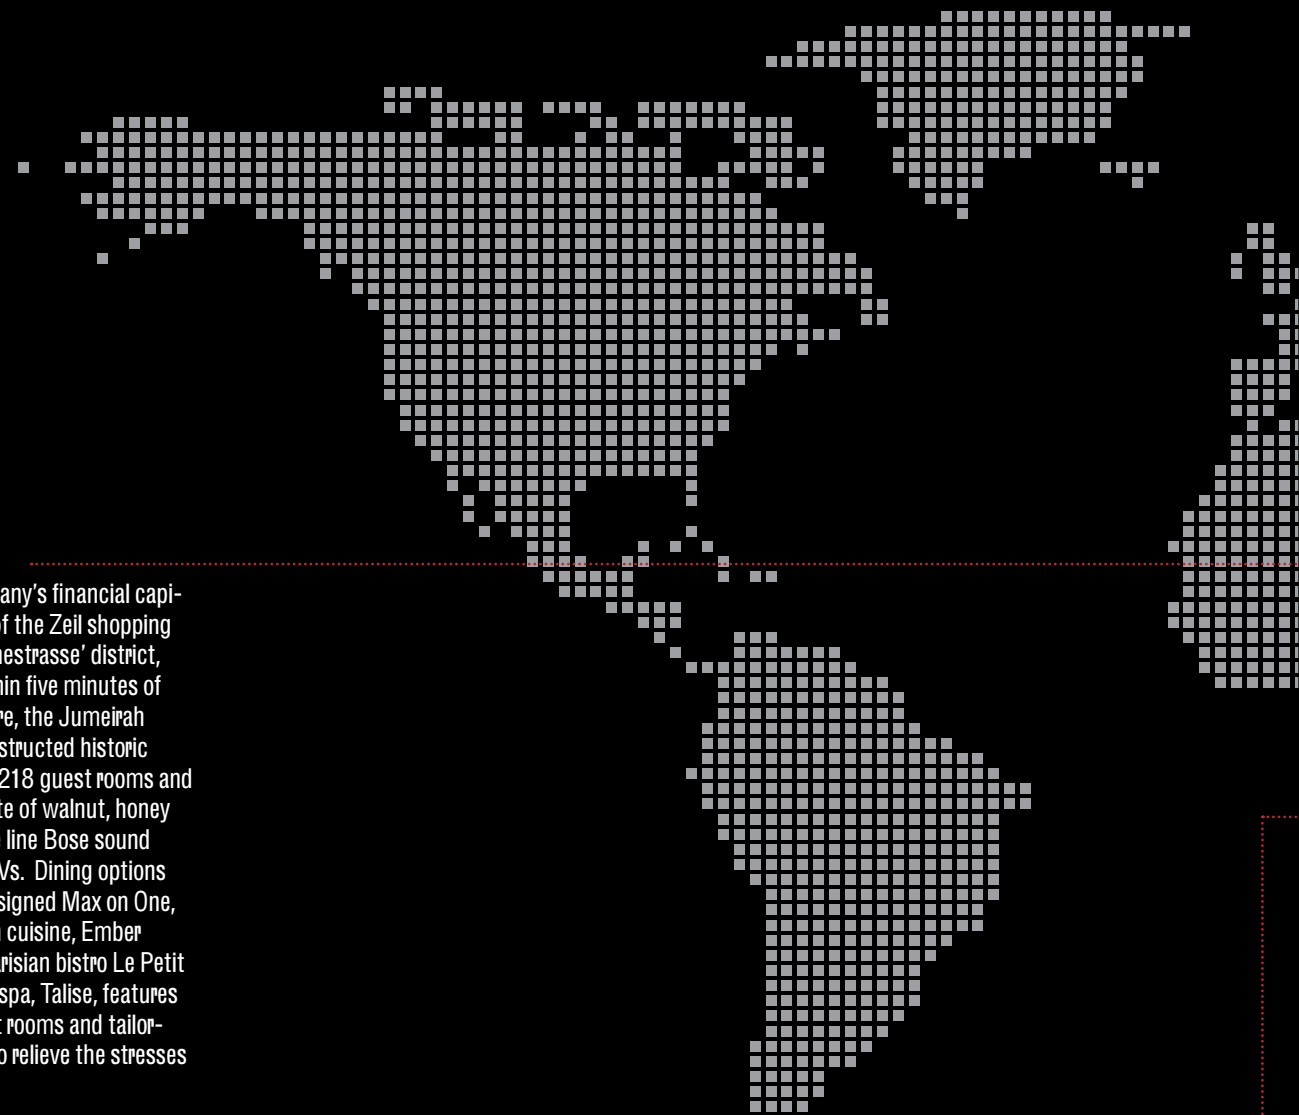 any's financial capi-
of the Zeil shopping
nestrasse' district,
hin five minutes of
re, the Jumeirah
structed historic
218 guest rooms and
te of walnut, honey
line Bose sound
Vs. Dining options
signed Max on One,
cuisine, Ember
risian bistro Le Petit
spa, Talise, features
t rooms and tailor-
o relieve the stresses